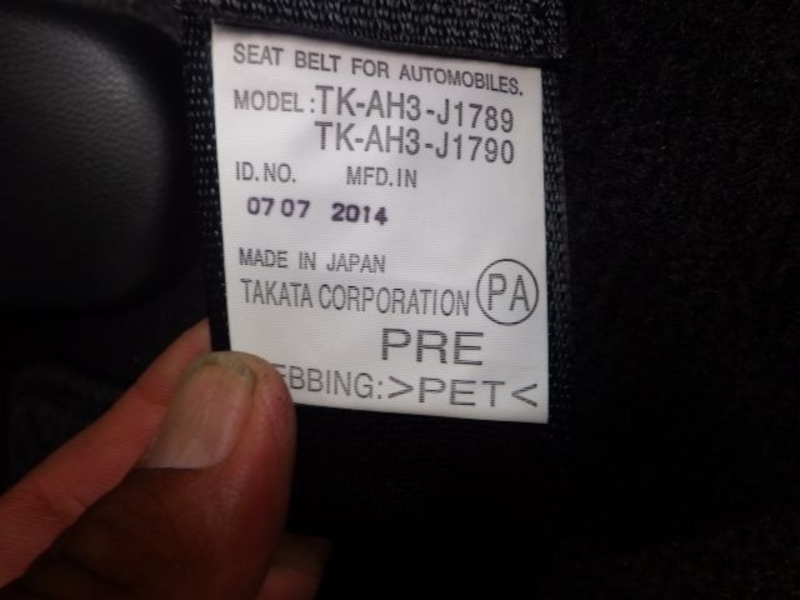 SEAT BELT FOR AUTOMOBILES.
MODEL:TK-AH3-J1789
TK-AH3-J1790
ID.NO. MFD.IN
07 07 2014
MADE IN JAPAN
TAKATA CORPORATION PA
PRE
EBBING:>PET<